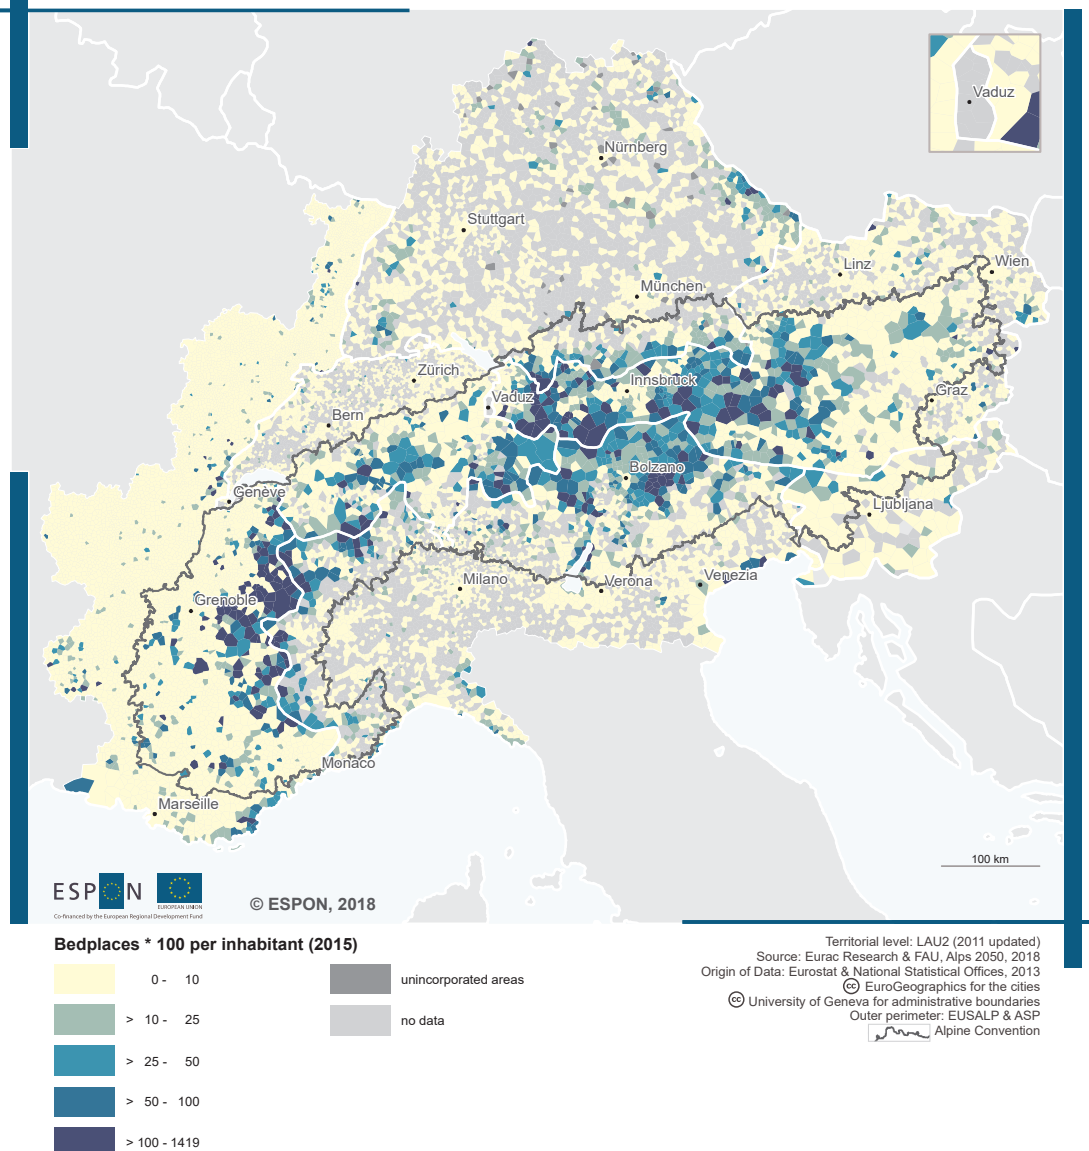 Vaduz
Nürnberg
Stuttgart
Linz
Wien
München
Zürich
Innsbruck
Vaduz
Graz
Bern
Bolzano
Genève
Ljubljana
Milano
Verona
Venezia
Grenoble
Monaco
Marseille
100 km
ESPON
EUROPEAN UNION
Co-financed by the European Regional Development Fund
© ESPON, 2018
Bedplaces * 100 per inhabitant (2015)
0 - 10
> 10 - 25
> 25 - 50
> 50 - 100
> 100 - 1419
unincorporated areas
no data
Territorial level: LAU2 (2011 updated)
Source: Eurac Research & FAU, Alps 2050, 2018
Origin of Data: Eurostat & National Statistical Offices, 2013
cc EuroGeographics for the cities
cc University of Geneva for administrative boundaries
Outer perimeter: EUSALP & ASP
Alpine Convention